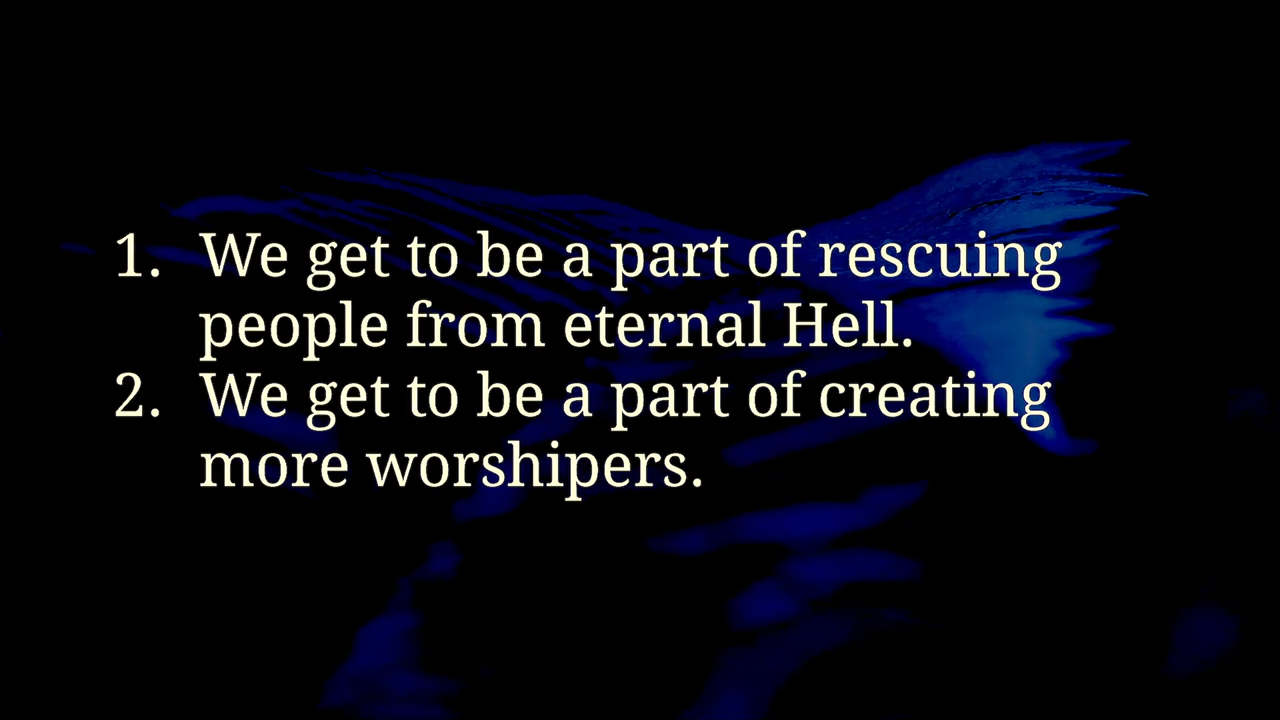 1. We get to be a part of rescuing
people from eternal Hell.
2. We get to be a part of creating
more worshipers.